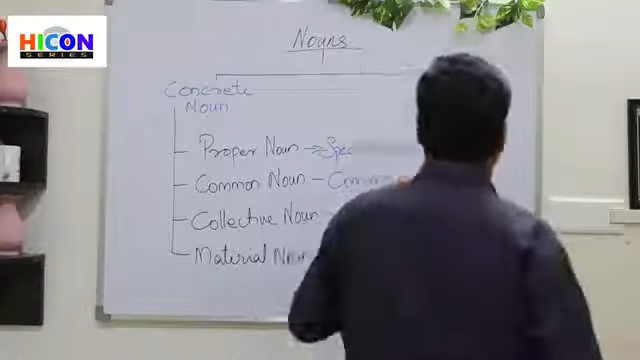 HICON
SERIES
Nouns
Concrete
Noun
Proper Noun →
Common Noun –
Collective Noun
Material Noun